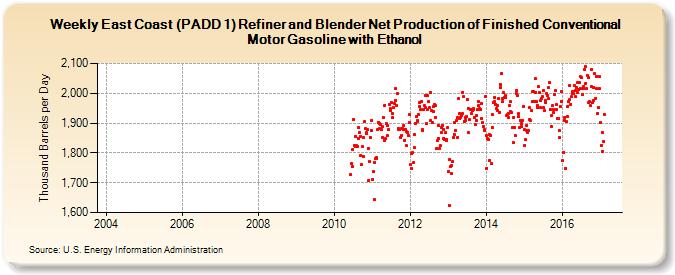 Weekly East Coast (PADD 1) Refiner and Blender Net Production of Finished Conventional
Motor Gasoline with Ethanol
Thousand Barrels per Day
2,100
2,000
1,900
1,800
1,700
1,600
2004 2006 2008 2010 2012 2014 2016
Source: U.S. Energy Information Administration